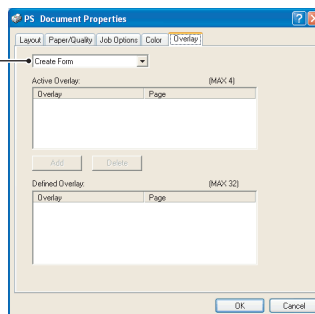 PS Document Properties
Layout Paper/Quality Job Options Color Overlay
Create Form
Active Overlay: (MAX 4)
Overlay Page
Add Delete
Defined Overlay: (MAX 32)
Overlay Page
OK Cancel